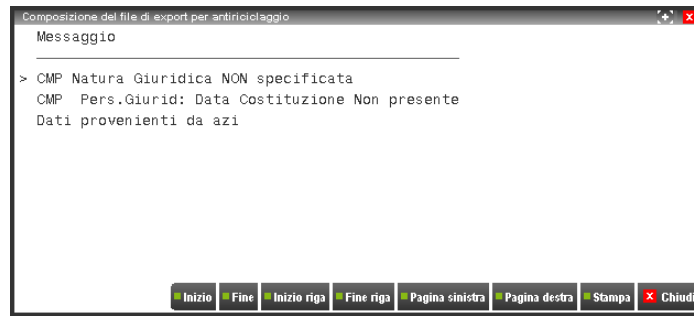 Composizione del file di export per antiriciclaggio
Messaggio
> CMP Natura Giuridica NON specificata
CMP Pers.Giurid: Data Costituzione Non presente
Dati provenienti da azi
Inizio Fine Inizio riga Fine riga Pagina sinistra Pagina destra Stampa X Chiudi